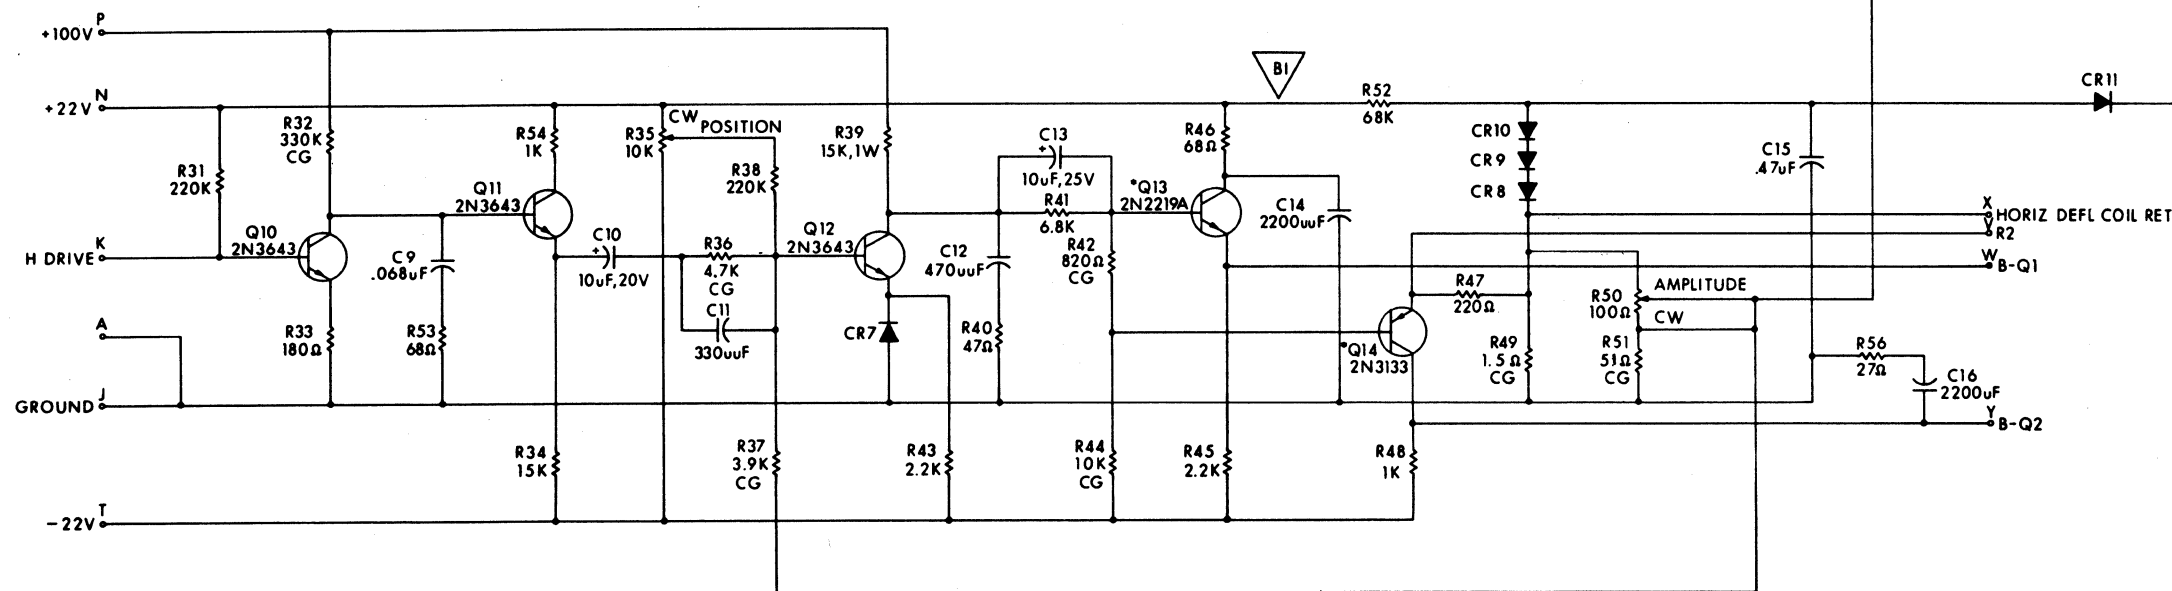 P
+100V
B1
+22V N
R52
68K
CR11
CW
POSITION
R32
330K
CG
R54
1K
R35
10K
R39
15K,1W
C13
+
10uF,25V
R46
68Ω
CR10
CR9
CR8
C15
.47uF
R31
220K
R38
220K
Q11
2N3643
*Q13
2N2219A
R41
6.8K
C14
2200uuF
X
HORIZ DEFL COIL RET
V
R2
W
B-Q1
K
H DRIVE
Q10
2N3643
C9
.068uF
C10
+
10uF,20V
R36
4.7K
CG
Q12
2N3643
C12
470uuF
R42
820Ω
CG
R47
220Ω
R50
100Ω
AMPLITUDE
CW
A
R33
180Ω
R53
68Ω
C11
330uuF
CR7
R40
47Ω
*Q14
2N3133
R49
1.5Ω
CG
R51
51Ω
CG
R56
27Ω
C16
2200uF
J
GROUND
Y
B-Q2
R34
15K
R37
3.9K
CG
R43
2.2K
R44
10K
CG
R45
2.2K
R48
1K
-22V T